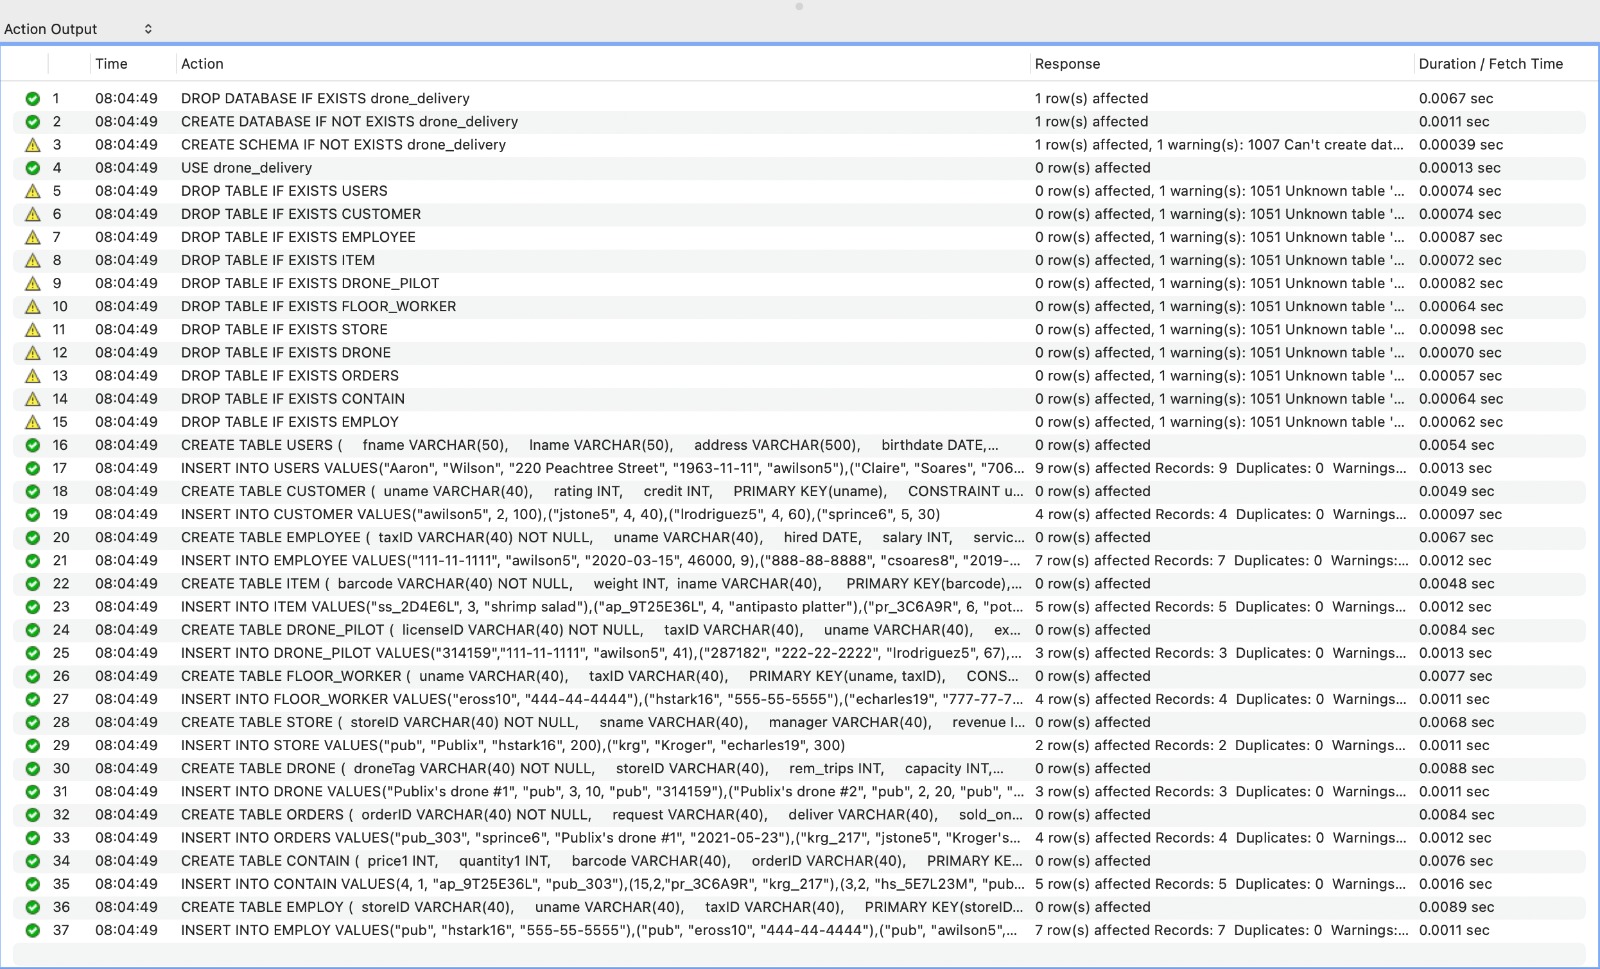 Action Output
Time Action Response Duration / Fetch Time
1 08:04:49 DROP DATABASE IF EXISTS drone_delivery 1 row(s) affected 0.0067 sec
2 08:04:49 CREATE DATABASE IF NOT EXISTS drone_delivery 1 row(s) affected 0.0011 sec
3 08:04:49 CREATE SCHEMA IF NOT EXISTS drone_delivery 1 row(s) affected, 1 warning(s): 1007 Can't create dat... 0.00039 sec
4 08:04:49 USE drone_delivery 0 row(s) affected 0.00013 sec
5 08:04:49 DROP TABLE IF EXISTS USERS 0 row(s) affected, 1 warning(s): 1051 Unknown table '... 0.00074 sec
6 08:04:49 DROP TABLE IF EXISTS CUSTOMER 0 row(s) affected, 1 warning(s): 1051 Unknown table '... 0.00074 sec
7 08:04:49 DROP TABLE IF EXISTS EMPLOYEE 0 row(s) affected, 1 warning(s): 1051 Unknown table '... 0.00087 sec
8 08:04:49 DROP TABLE IF EXISTS ITEM 0 row(s) affected, 1 warning(s): 1051 Unknown table '... 0.00072 sec
9 08:04:49 DROP TABLE IF EXISTS DRONE_PILOT 0 row(s) affected, 1 warning(s): 1051 Unknown table '... 0.00082 sec
10 08:04:49 DROP TABLE IF EXISTS FLOOR_WORKER 0 row(s) affected, 1 warning(s): 1051 Unknown table '... 0.00064 sec
11 08:04:49 DROP TABLE IF EXISTS STORE 0 row(s) affected, 1 warning(s): 1051 Unknown table '... 0.00098 sec
12 08:04:49 DROP TABLE IF EXISTS DRONE 0 row(s) affected, 1 warning(s): 1051 Unknown table '... 0.00070 sec
13 08:04:49 DROP TABLE IF EXISTS ORDERS 0 row(s) affected, 1 warning(s): 1051 Unknown table '... 0.00057 sec
14 08:04:49 DROP TABLE IF EXISTS CONTAIN 0 row(s) affected, 1 warning(s): 1051 Unknown table '... 0.00064 sec
15 08:04:49 DROP TABLE IF EXISTS EMPLOY 0 row(s) affected, 1 warning(s): 1051 Unknown table '... 0.00062 sec
16 08:04:49 CREATE TABLE USERS ( fname VARCHAR(50), lname VARCHAR(50), address VARCHAR(500), birthdate DATE,... 0 row(s) affected 0.0054 sec
17 08:04:49 INSERT INTO USERS VALUES("Aaron", "Wilson", "220 Peachtree Street", "1963-11-11", "awilson5"),("Claire", "Soares", "706... 9 row(s) affected Records: 9 Duplicates: 0 Warnings... 0.0013 sec
18 08:04:49 CREATE TABLE CUSTOMER ( uname VARCHAR(40), rating INT, credit INT, PRIMARY KEY(uname), CONSTRAINT u... 0 row(s) affected 0.0049 sec
19 08:04:49 INSERT INTO CUSTOMER VALUES("awilson5", 2, 100),("jstone5", 4, 40),("lrodriguez5", 4, 60),("sprince6", 5, 30) 4 row(s) affected Records: 4 Duplicates: 0 Warnings... 0.00097 sec
20 08:04:49 CREATE TABLE EMPLOYEE ( taxID VARCHAR(40) NOT NULL, uname VARCHAR(40), hired DATE, salary INT, servic... 0 row(s) affected 0.0067 sec
21 08:04:49 INSERT INTO EMPLOYEE VALUES("111-11-1111", "awilson5", "2020-03-15", 46000, 9),("888-88-8888", "csoares8", "2019-... 7 row(s) affected Records: 7 Duplicates: 0 Warnings:... 0.0012 sec
22 08:04:49 CREATE TABLE ITEM ( barcode VARCHAR(40) NOT NULL, weight INT, iname VARCHAR(40), PRIMARY KEY(barcode),... 0 row(s) affected 0.0048 sec
23 08:04:49 INSERT INTO ITEM VALUES("ss_2D4E6L", 3, "shrimp salad"),("ap_9T25E36L", 4, "antipasto platter"),("pr_3C6A9R", 6, "pot... 5 row(s) affected Records: 5 Duplicates: 0 Warnings... 0.0012 sec
24 08:04:49 CREATE TABLE DRONE_PILOT ( licenseID VARCHAR(40) NOT NULL, taxID VARCHAR(40), uname VARCHAR(40), ex... 0 row(s) affected 0.0084 sec
25 08:04:49 INSERT INTO DRONE_PILOT VALUES("314159","111-11-1111", "awilson5", 41),("287182", "222-22-2222", "lrodriguez5", 67),... 3 row(s) affected Records: 3 Duplicates: 0 Warnings... 0.0013 sec
26 08:04:49 CREATE TABLE FLOOR_WORKER ( uname VARCHAR(40), taxID VARCHAR(40), PRIMARY KEY(uname, taxID), CONS... 0 row(s) affected 0.0077 sec
27 08:04:49 INSERT INTO FLOOR_WORKER VALUES("eross10", "444-44-4444"),("hstark16", "555-55-5555"),("echarles19", "777-77-7... 4 row(s) affected Records: 4 Duplicates: 0 Warnings... 0.0011 sec
28 08:04:49 CREATE TABLE STORE ( storeID VARCHAR(40) NOT NULL, sname VARCHAR(40), manager VARCHAR(40), revenue I... 0 row(s) affected 0.0068 sec
29 08:04:49 INSERT INTO STORE VALUES("pub", "Publix", "hstark16", 200),("krg", "Kroger", "echarles19", 300) 2 row(s) affected Records: 2 Duplicates: 0 Warnings... 0.0011 sec
30 08:04:49 CREATE TABLE DRONE ( droneTag VARCHAR(40) NOT NULL, storeID VARCHAR(40), rem_trips INT, capacity INT,... 0 row(s) affected 0.0088 sec
31 08:04:49 INSERT INTO DRONE VALUES("Publix's drone #1", "pub", 3, 10, "pub", "314159"),("Publix's drone #2", "pub", 2, 20, "pub", "... 3 row(s) affected Records: 3 Duplicates: 0 Warnings... 0.0011 sec
32 08:04:49 CREATE TABLE ORDERS ( orderID VARCHAR(40) NOT NULL, request VARCHAR(40), deliver VARCHAR(40), sold_on... 0 row(s) affected 0.0084 sec
33 08:04:49 INSERT INTO ORDERS VALUES("pub_303", "sprince6", "Publix's drone #1", "2021-05-23"),("krg_217", "jstone5", "Kroger's... 4 row(s) affected Records: 4 Duplicates: 0 Warnings... 0.0012 sec
34 08:04:49 CREATE TABLE CONTAIN ( price1 INT, quantity1 INT, barcode VARCHAR(40), orderID VARCHAR(40), PRIMARY KE... 0 row(s) affected 0.0076 sec
35 08:04:49 INSERT INTO CONTAIN VALUES(4, 1, "ap_9T25E36L", "pub_303"),(15,2,"pr_3C6A9R", "krg_217"),(3,2, "hs_5E7L23M", "pub... 5 row(s) affected Records: 5 Duplicates: 0 Warnings... 0.0016 sec
36 08:04:49 CREATE TABLE EMPLOY ( storeID VARCHAR(40), uname VARCHAR(40), taxID VARCHAR(40), PRIMARY KEY(storeID... 0 row(s) affected 0.0089 sec
37 08:04:49 INSERT INTO EMPLOY VALUES("pub", "hstark16", "555-55-5555"),("pub", "eross10", "444-44-4444"),("pub", "awilson5",... 7 row(s) affected Records: 7 Duplicates: 0 Warnings:... 0.0011 sec